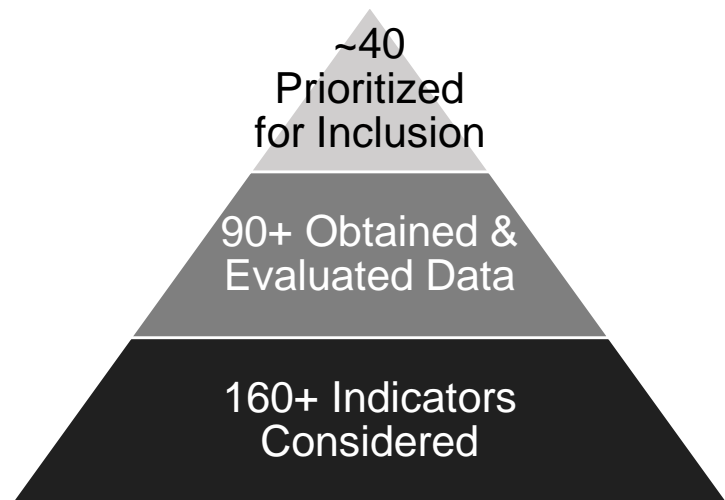 ~40
Prioritized
for Inclusion
90+ Obtained &
Evaluated Data
160+ Indicators
Considered